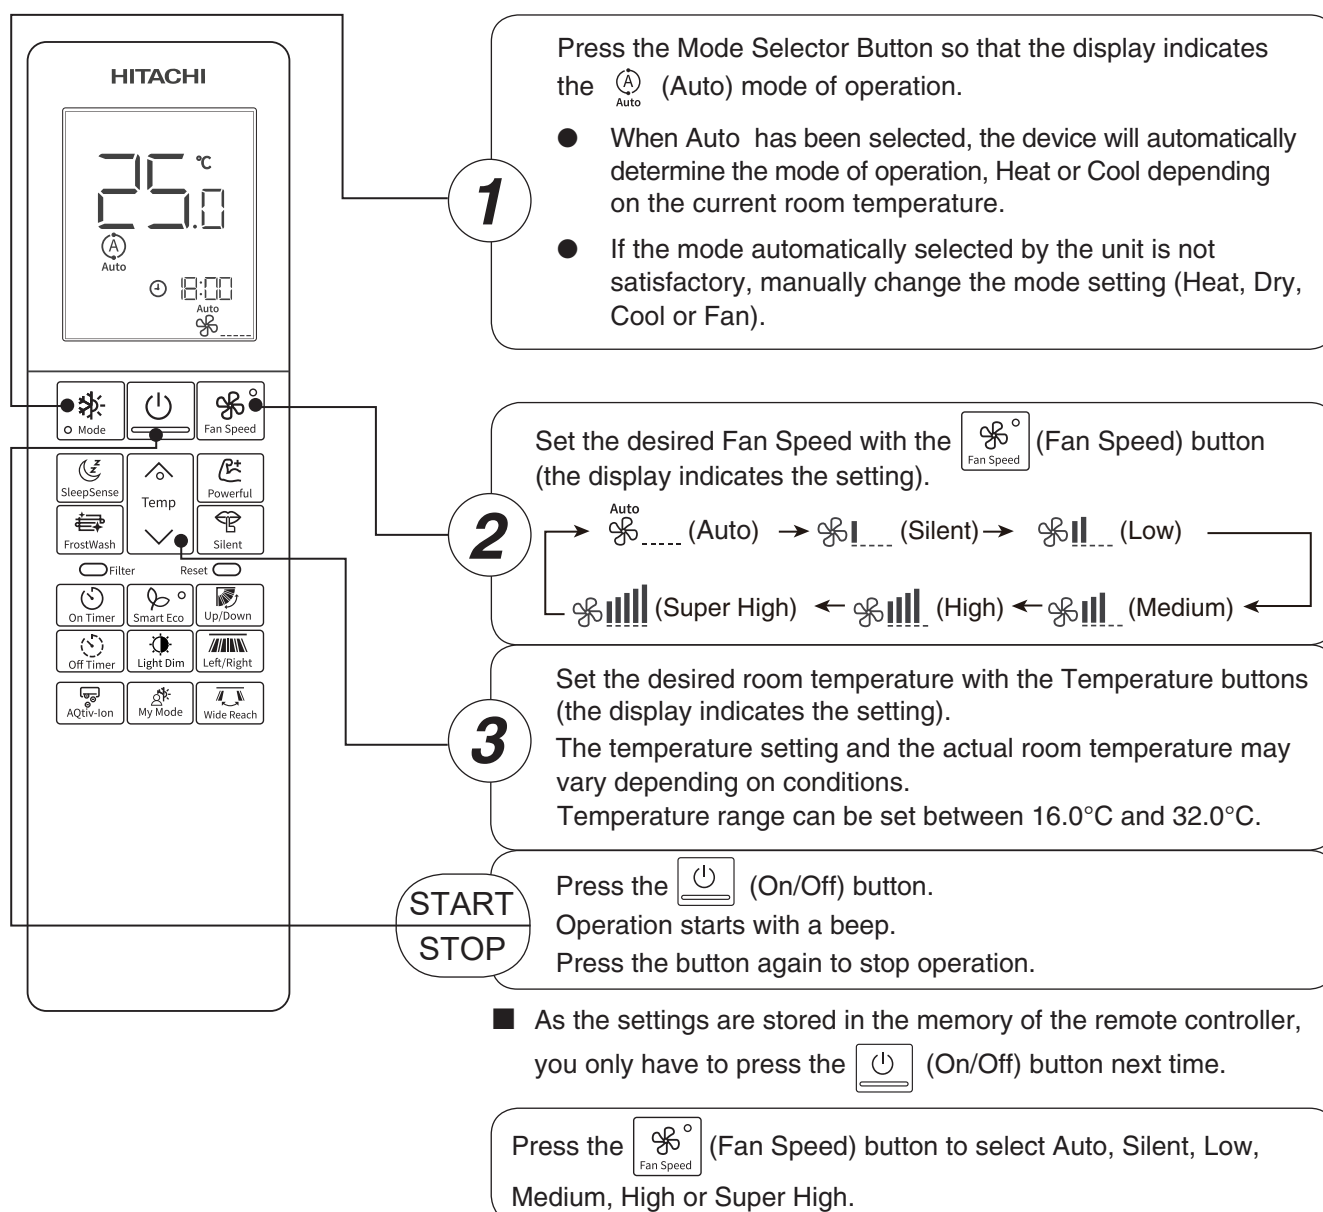 HITACHI
25.0 °C
A
Auto
18:00
Auto
Mode
Fan Speed
SleepSense
Temp
Powerful
FrostWash
Silent
Filter
Reset
On Timer
Smart Eco
Up/Down
Off Timer
Light Dim
Left/Right
AQtiv-Ion
My Mode
Wide Reach
1
Press the Mode Selector Button so that the display indicates
the A Auto (Auto) mode of operation.
● When Auto has been selected, the device will automatically
determine the mode of operation, Heat or Cool depending
on the current room temperature.
● If the mode automatically selected by the unit is not
satisfactory, manually change the mode setting (Heat, Dry,
Cool or Fan).
2
Set the desired Fan Speed with the Fan Speed (Fan Speed) button
(the display indicates the setting).
Auto (Auto) → (Silent) → (Low)
(Super High) ← (High) ← (Medium)
3
Set the desired room temperature with the Temperature buttons
(the display indicates the setting).
The temperature setting and the actual room temperature may
vary depending on conditions.
Temperature range can be set between 16.0°C and 32.0°C.
START
STOP
Press the (On/Off) button.
Operation starts with a beep.
Press the button again to stop operation.
■ As the settings are stored in the memory of the remote controller,
you only have to press the (On/Off) button next time.
Press the Fan Speed (Fan Speed) button to select Auto, Silent, Low,
Medium, High or Super High.